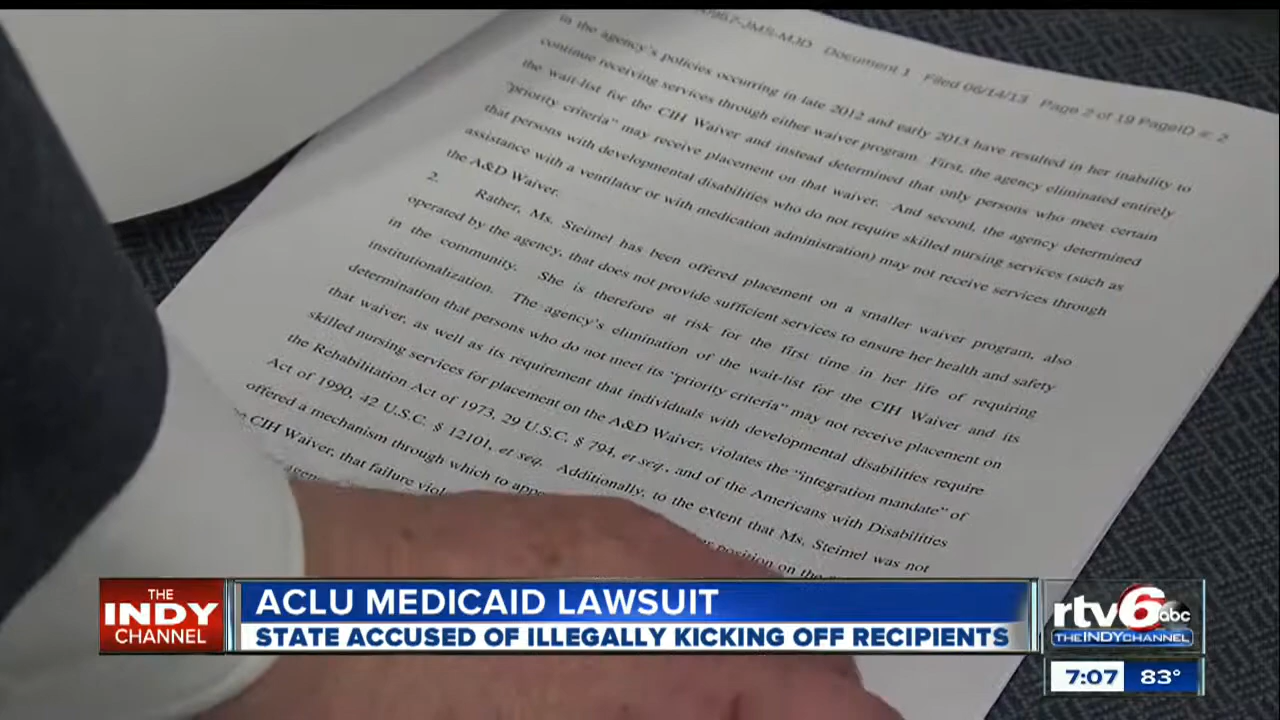 0957-JMS-MJD Document 1 Filed 06/14/13 Page 2 of 19 PageID #: 2
in the agency's policies occurring in late 2012 and early 2013 have resulted in her inability to
continue receiving services through either waiver program. First, the agency eliminated entirely
the wait-list for the CIH Waiver and instead determined that only persons who meet certain
"priority criteria" may receive placement on that waiver. And second, the agency determined
that persons with developmental disabilities who do not require skilled nursing services (such as
assistance with a ventilator or with medication administration) may not receive services through
the A&D Waiver.
2. Rather, Ms. Steimel has been offered placement on a smaller waiver program, also
operated by the agency, that does not provide sufficient services to ensure her health and safety
in the community. She is therefore at risk for the first time in her life of requiring
institutionalization. The agency's elimination of the wait-list for the CIH Waiver and its
determination that persons who do not meet its "priority criteria" may not receive placement on
that waiver, as well as its requirement that individuals with developmental disabilities require
skilled nursing services for placement on the A&D Waiver, violates the "integration mandate" of
the Rehabilitation Act of 1973, 29 U.S.C. § 794, et seq., and of the Americans with Disabilities
Act of 1990, 42 U.S.C. § 12101, et seq. Additionally, to the extent that Ms. Steimel was not
offered a mechanism through which to position on the
CIH Waiver, that failure
THE
INDY
CHANNEL
ACLU MEDICAID LAWSUIT
STATE ACCUSED OF ILLEGALLY KICKING OFF RECIPIENTS
rtv6 abc
THEINDYCHANNEL
7:07 83°